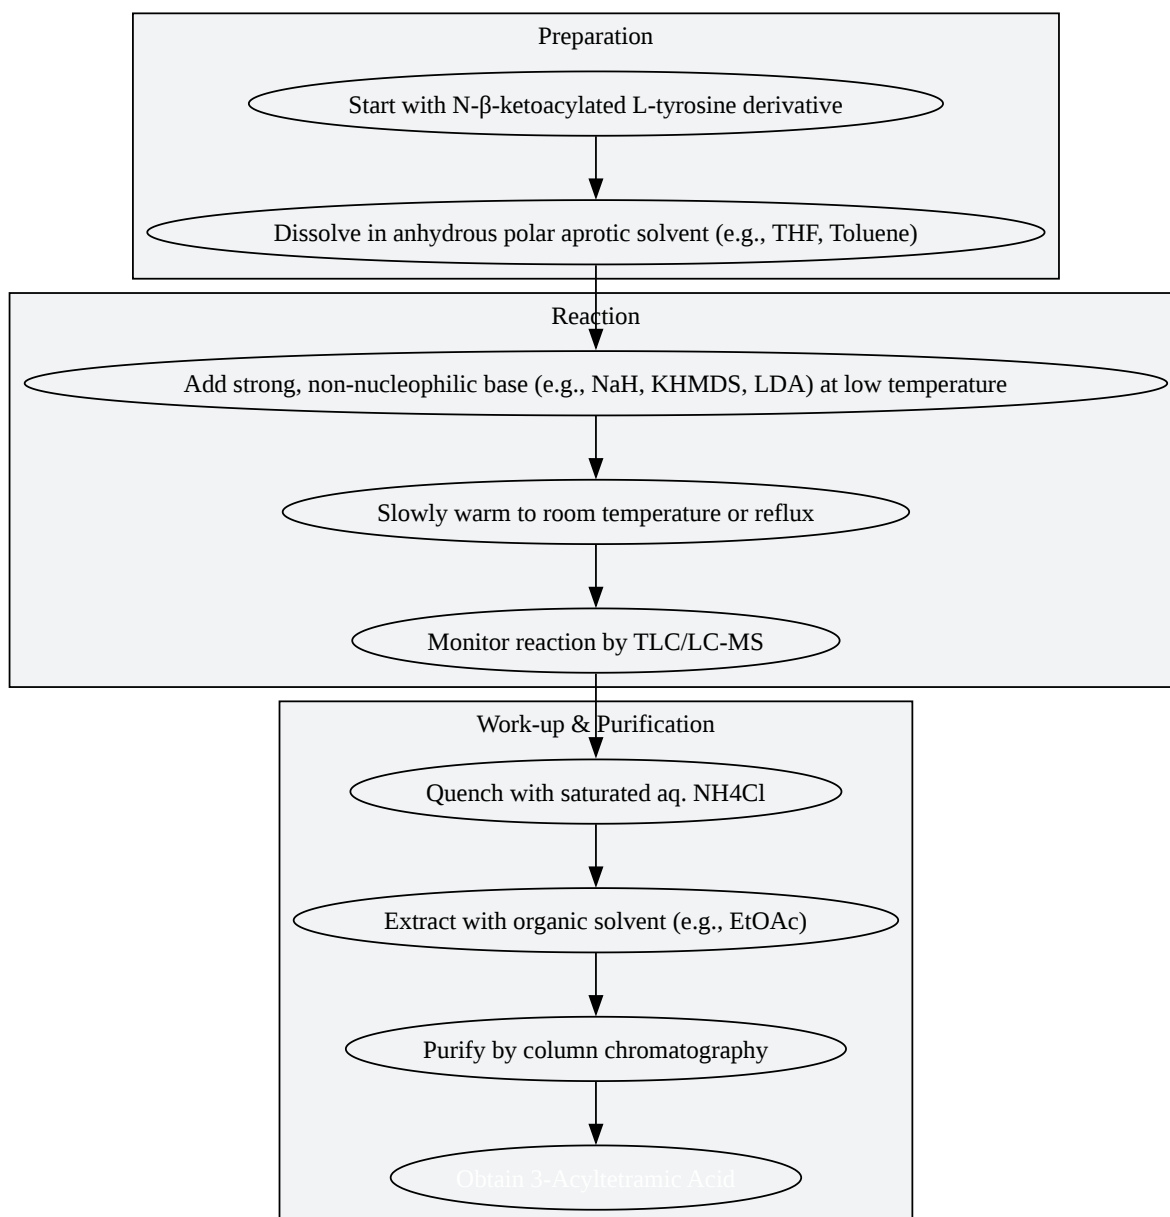 Preparation
Start with N-β-ketoacylated L-tyrosine derivative
Dissolve in anhydrous polar aprotic solvent (e.g., THF, Toluene)
Reaction
Add strong, non-nucleophilic base (e.g., NaH, KHMDS, LDA) at low temperature
Slowly warm to room temperature or reflux
Monitor reaction by TLC/LC-MS
Work-up & Purification
Quench with saturated aq. NH4Cl
Extract with organic solvent (e.g., EtOAc)
Purify by column chromatography
Obtain 3-Acyltetramic Acid